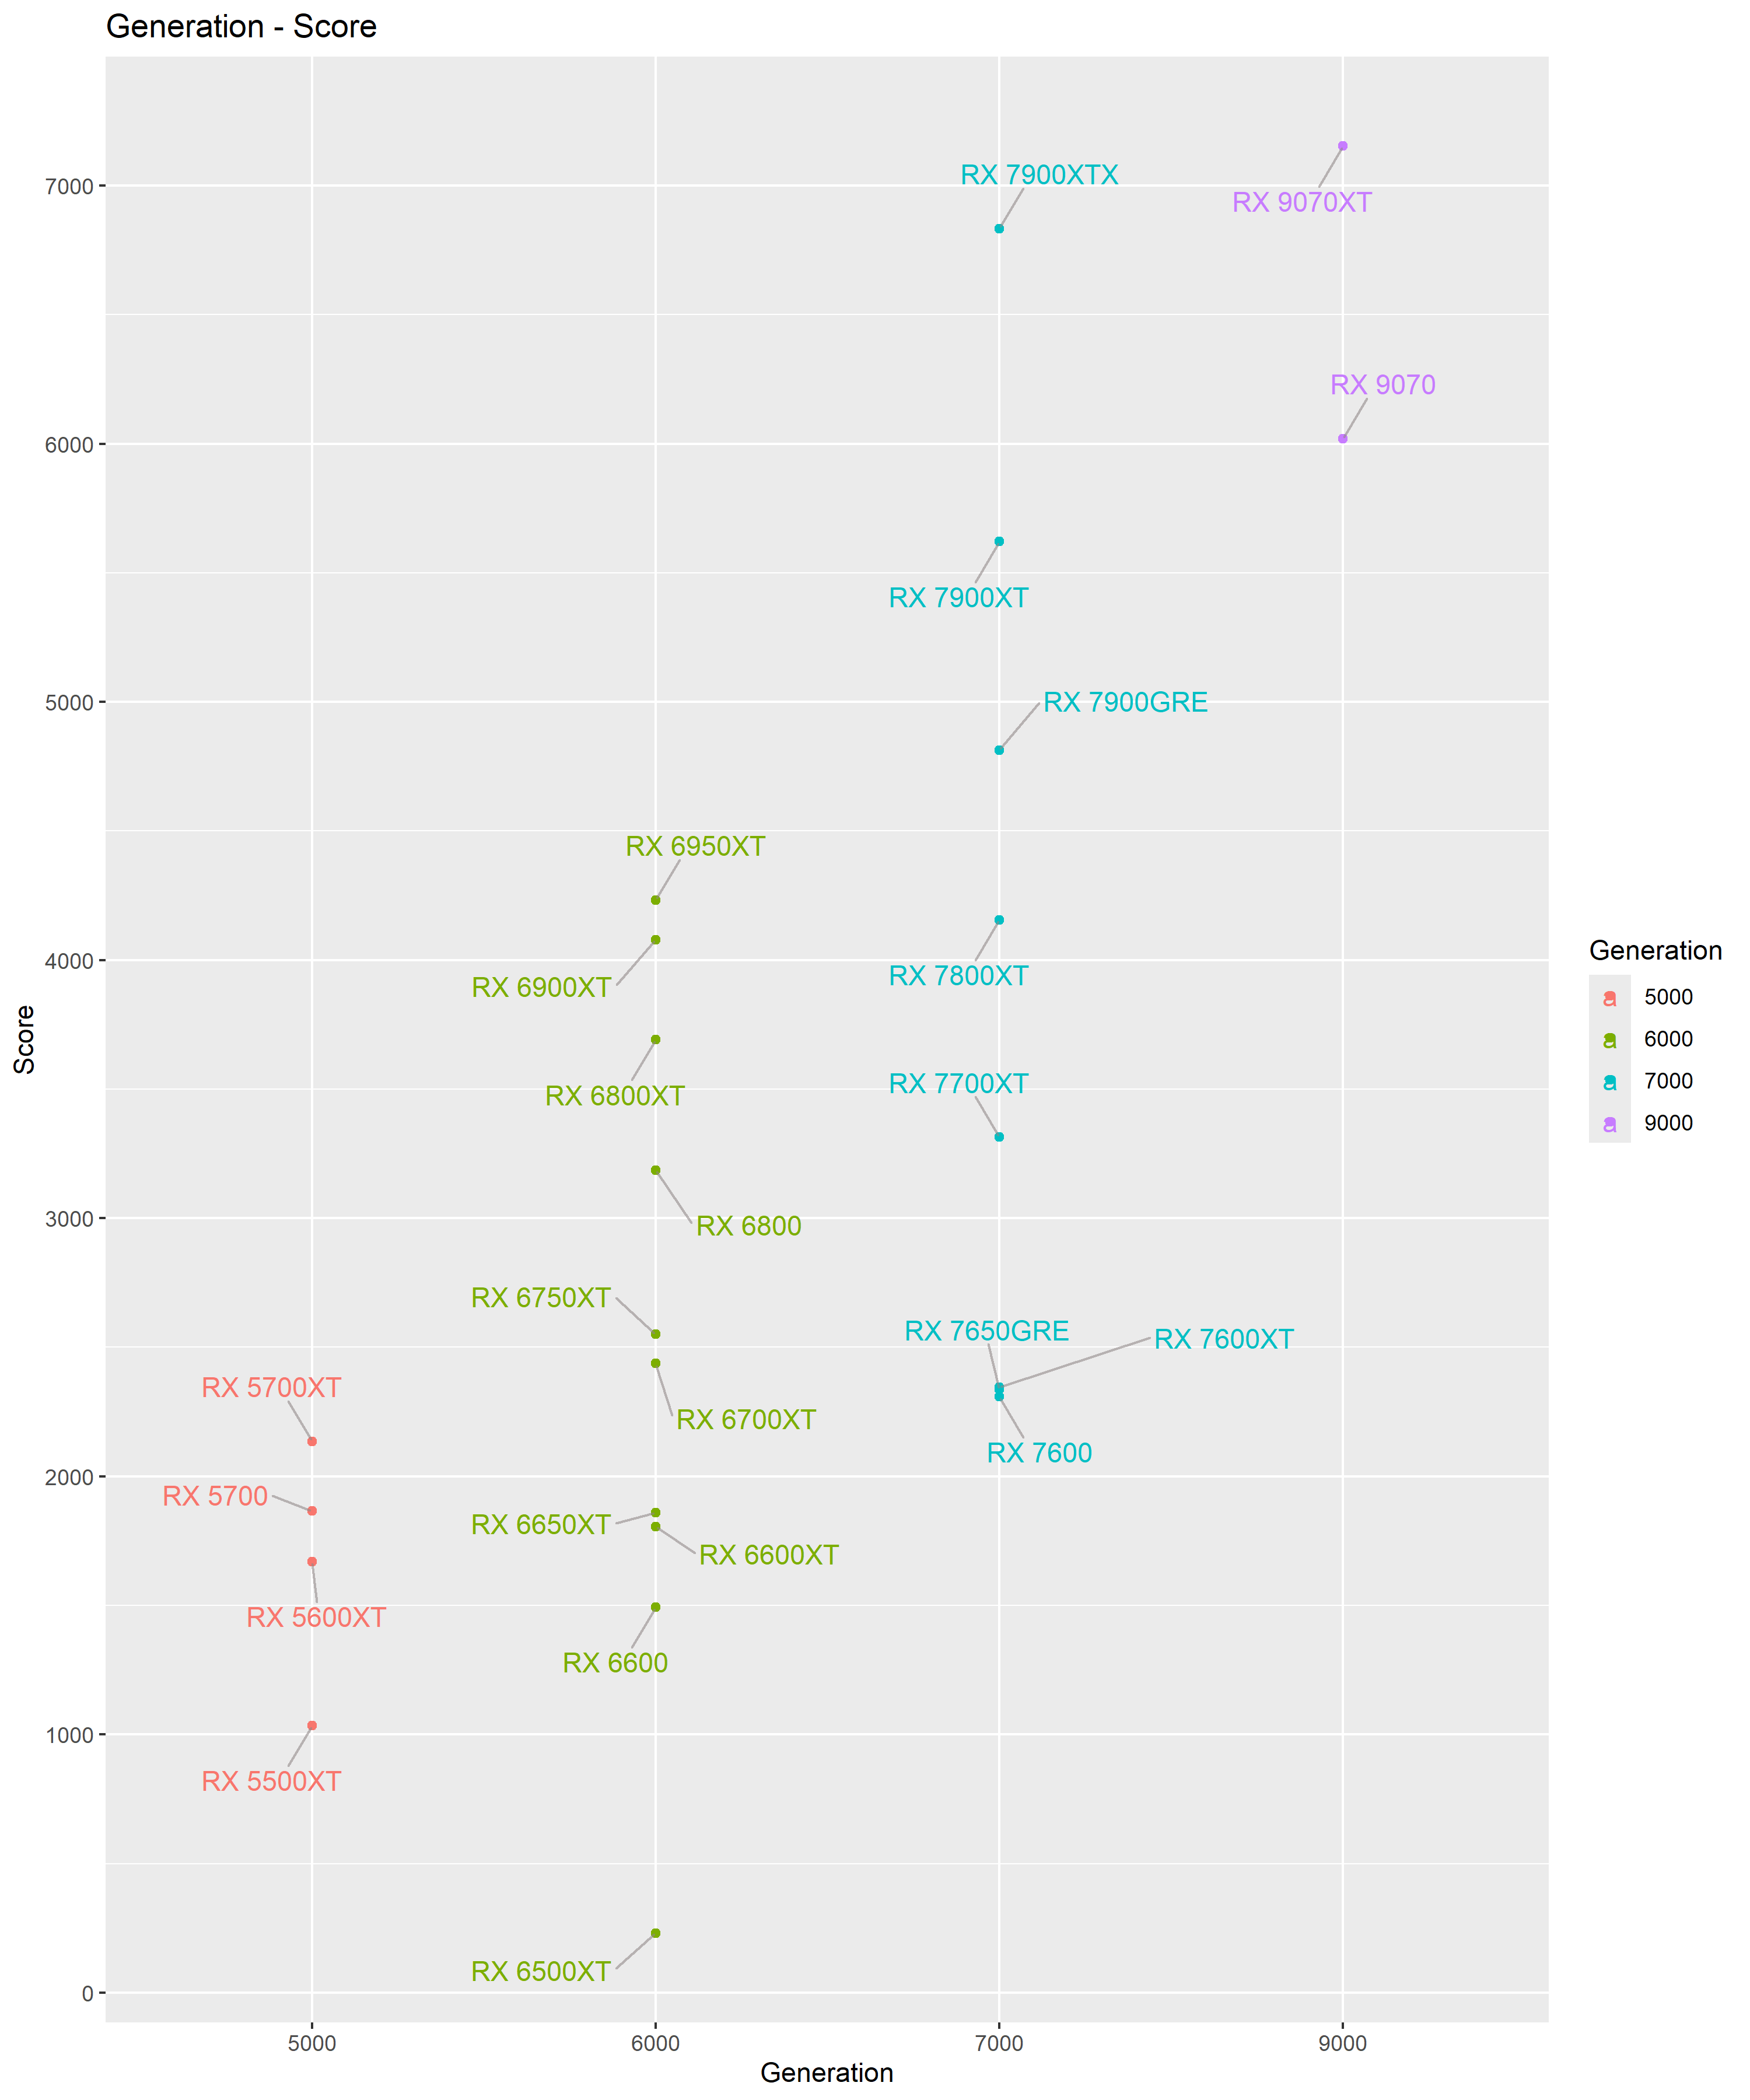 Generation - Score
7000
6000
5000
4000
3000
2000
1000
0
Score
RX 7900XTX
RX 9070XT
RX 9070
RX 7900XT
RX 7900GRE
RX 6950XT
RX 6900XT
RX 7800XT
RX 6800XT
RX 7700XT
RX 6800
RX 6750XT
RX 7650GRE
RX 7600XT
RX 5700XT
RX 6700XT
RX 7600
RX 5700
RX 6650XT
RX 6600XT
RX 5600XT
RX 6600
RX 5500XT
RX 6500XT
5000
6000
7000
9000
Generation
Generation
a 5000
a 6000
a 7000
a 9000